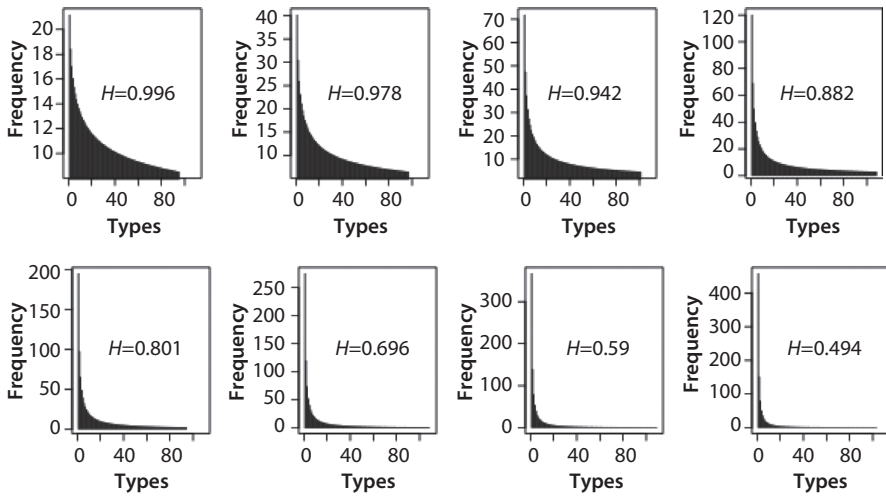 20
18
16
14
12
10
Frequency
H=0.996
0 40 80
Types
40
35
30
25
20
15
10
Frequency
H=0.978
0 40 80
Types
70
60
50
40
30
20
10
Frequency
H=0.942
0 40 80
Types
120
100
80
60
40
20
0
Frequency
H=0.882
0 40 80
Types
200
150
100
50
0
Frequency
H=0.801
0 40 80
Types
250
200
150
100
50
0
Frequency
H=0.696
0 40 80
Types
300
200
100
0
Frequency
H=0.59
0 40 80
Types
400
300
200
100
0
Frequency
H=0.494
0 40 80
Types